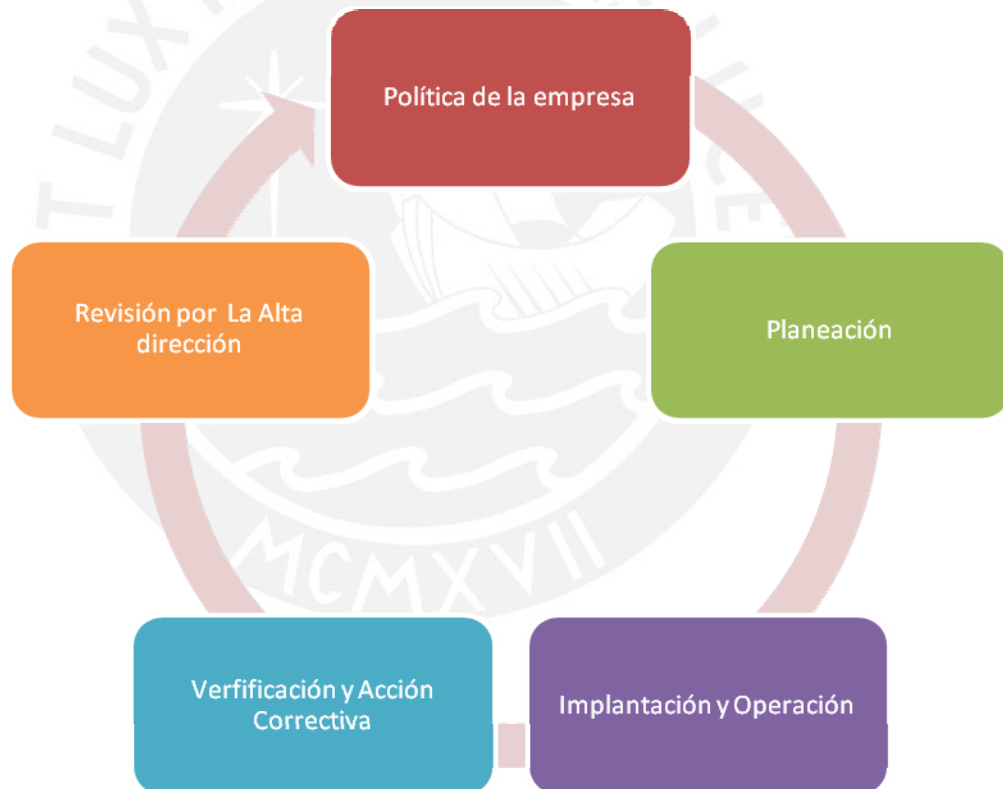 Política de la empresa
Planeación
Implantación y Operación
Verfificación y Acción
Correctiva
Revisión por La Alta
dirección
MCMXVII